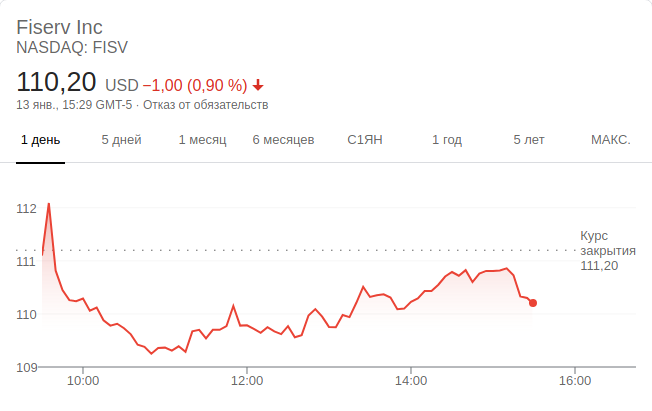 Fiserv Inc
NASDAQ: FISV
110,20 USD −1,00 (0,90 %)
13 янв., 15:29 GMT-5 · Отказ от обязательств
1 день 5 дней 1 месяц 6 месяцев С1ЯН 1 год 5 лет МАКС.
112
Курс
закрытия
111,20
111
110
109
10:00 12:00 14:00 16:00